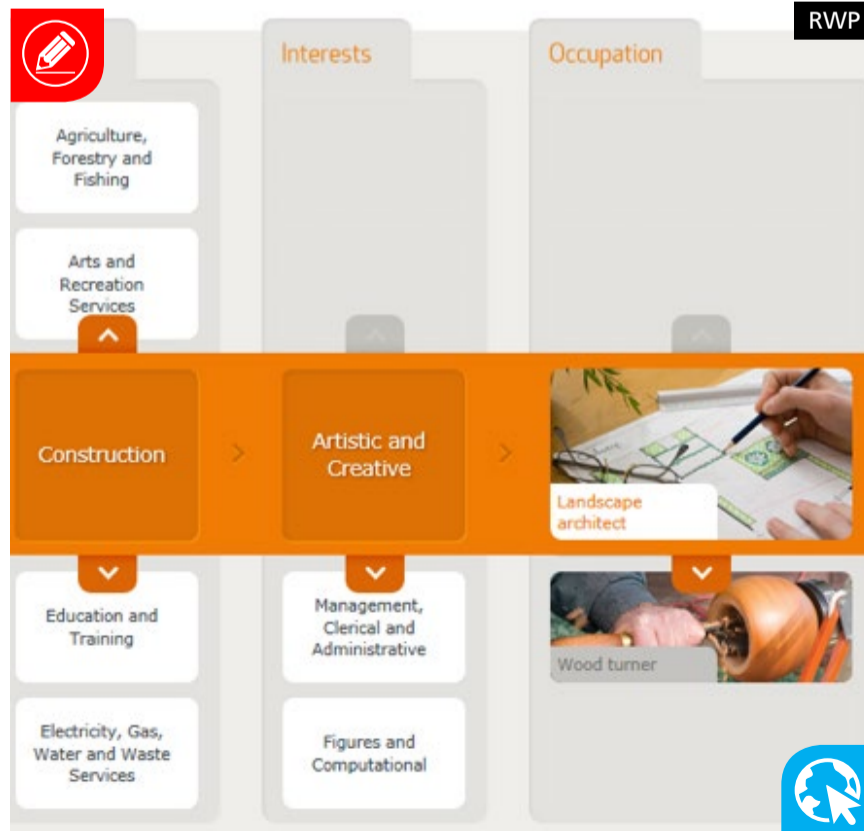 RWP
Interests
Occupation
Agriculture,
Forestry and
Fishing
Arts and
Recreation
Services
Construction
Artistic and
Creative
Landscape
architect
Education and
Training
Management,
Clerical and
Administrative
Wood turner
Electricity, Gas,
Water and Waste
Services
Figures and
Computational